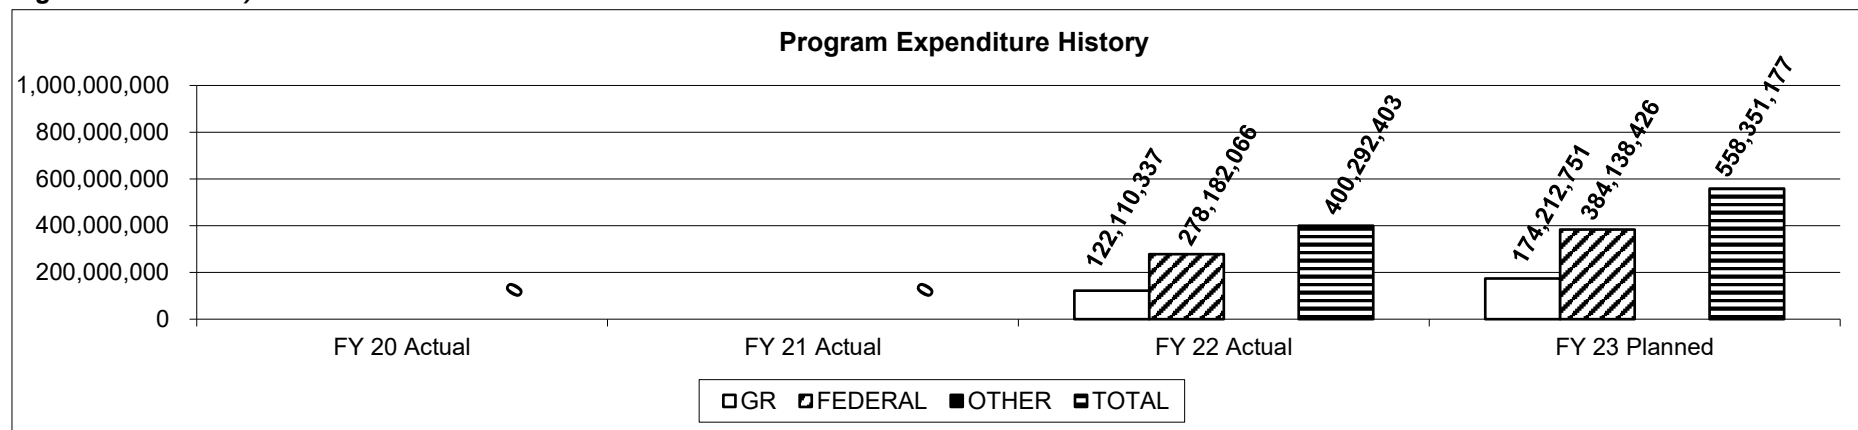 Program Expenditure History
1,000,000,000
800,000,000
600,000,000
400,000,000
200,000,000
0
0
0
122,110,337
278,182,066
400,292,403
174,212,751
384,138,426
558,351,177
FY 20 Actual
FY 21 Actual
FY 22 Actual
FY 23 Planned
GR FEDERAL OTHER TOTAL